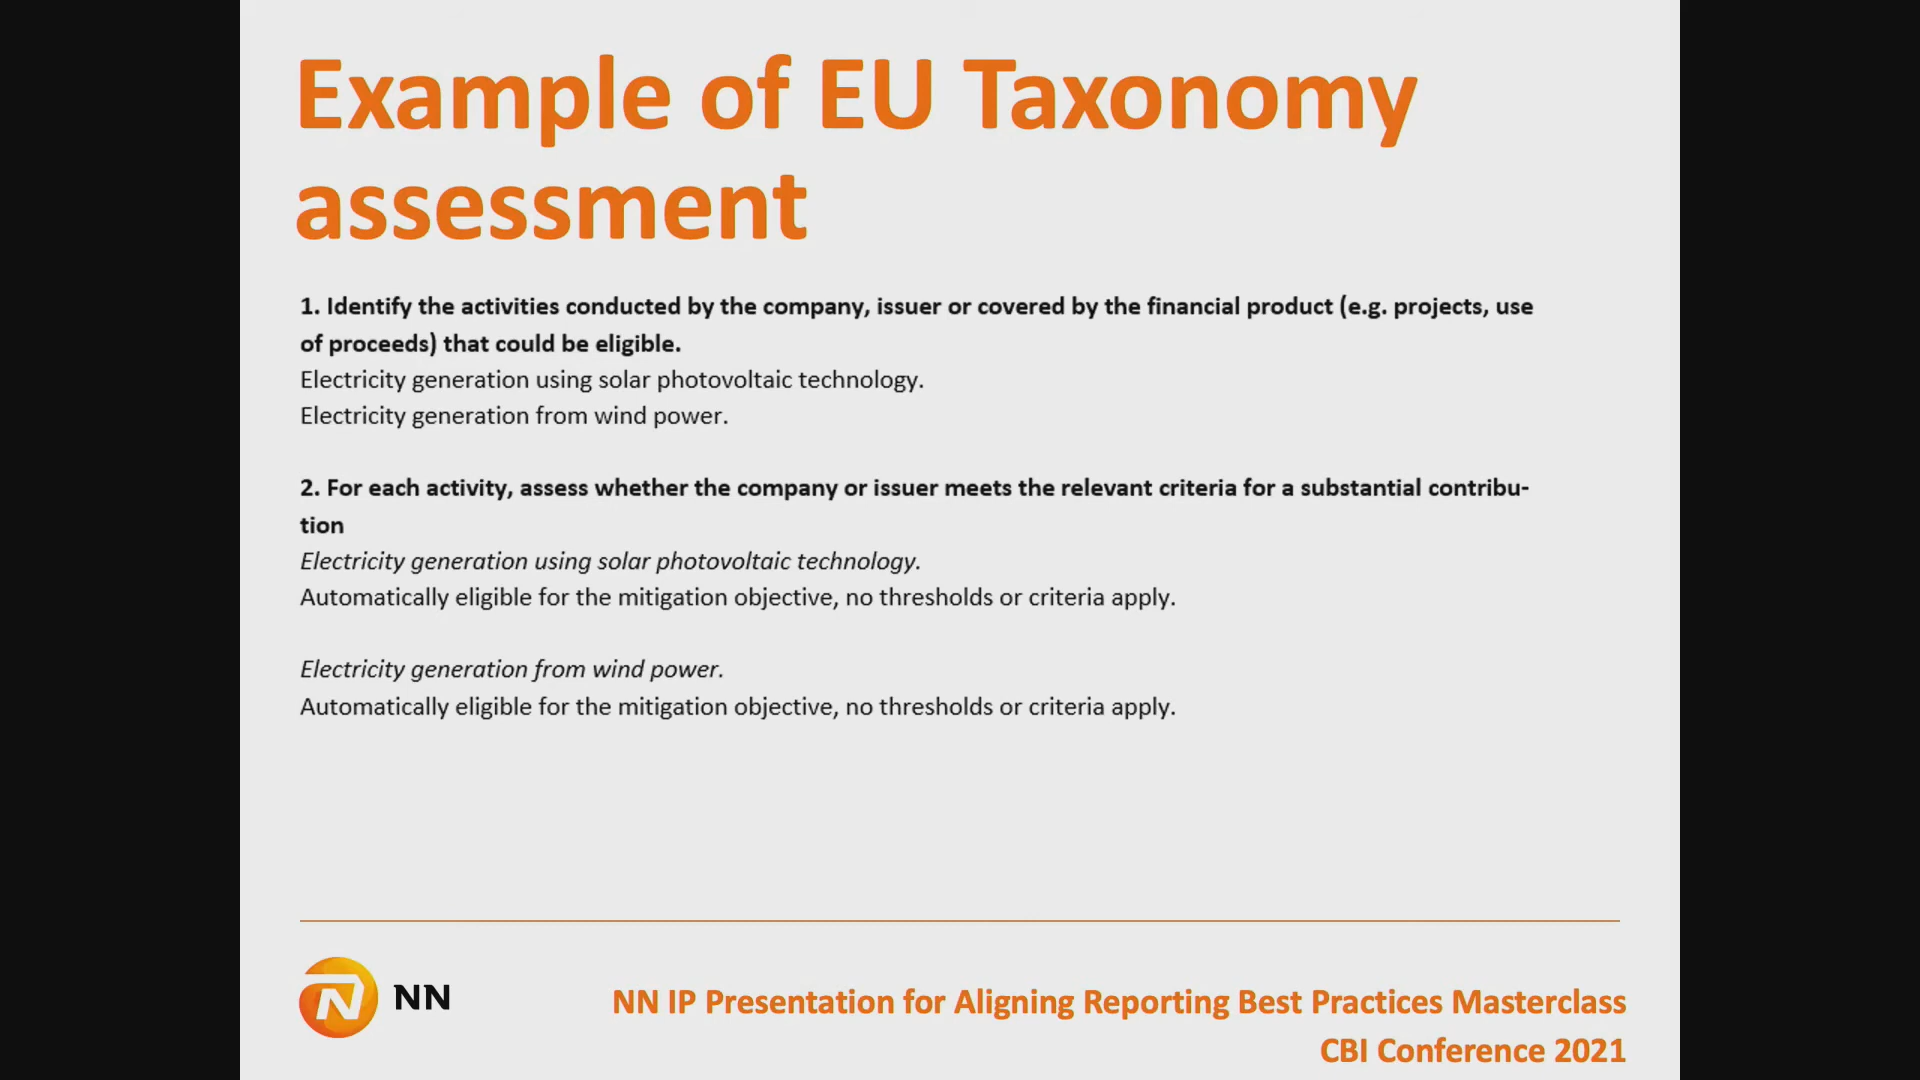 Example of EU Taxonomy
assessment
1. Identify the activities conducted by the company, issuer or covered by the financial product (e.g. projects, use
of proceeds) that could be eligible.
Electricity generation using solar photovoltaic technology.
Electricity generation from wind power.
2. For each activity, assess whether the company or issuer meets the relevant criteria for a substantial contribu-
tion
Electricity generation using solar photovoltaic technology.
Automatically eligible for the mitigation objective, no thresholds or criteria apply.
Electricity generation from wind power.
Automatically eligible for the mitigation objective, no thresholds or criteria apply.
N NN
NN IP Presentation for Aligning Reporting Best Practices Masterclass
CBI Conference 2021